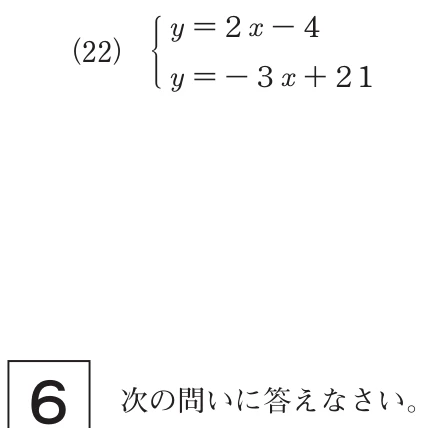 (22) { y = 2x − 4
y = − 3x + 21
6 次の問いに答えなさい。